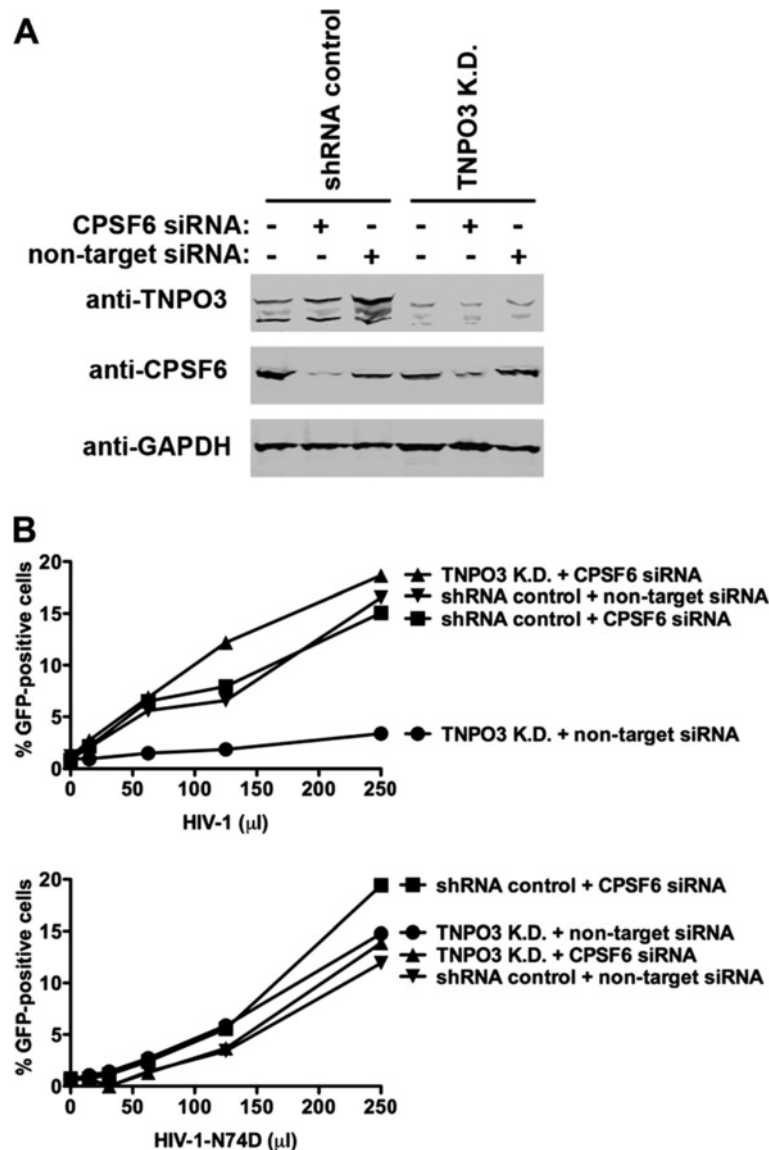 A
shRNA control
TNPO3 K.D.
CPSF6 siRNA: - + - - + -
non-target siRNA: - - + - - +
anti-TNPO3
anti-CPSF6
anti-GAPDH
B
% GFP-positive cells
20
15
10
5
0
0 50 100 150 200 250
HIV-1 (µl)
TNPO3 K.D. + CPSF6 siRNA
shRNA control + non-target siRNA
shRNA control + CPSF6 siRNA
TNPO3 K.D. + non-target siRNA
% GFP-positive cells
20
15
10
5
0
0 50 100 150 200 250
HIV-1-N74D (µl)
shRNA control + CPSF6 siRNA
TNPO3 K.D. + non-target siRNA
TNPO3 K.D. + CPSF6 siRNA
shRNA control + non-target siRNA